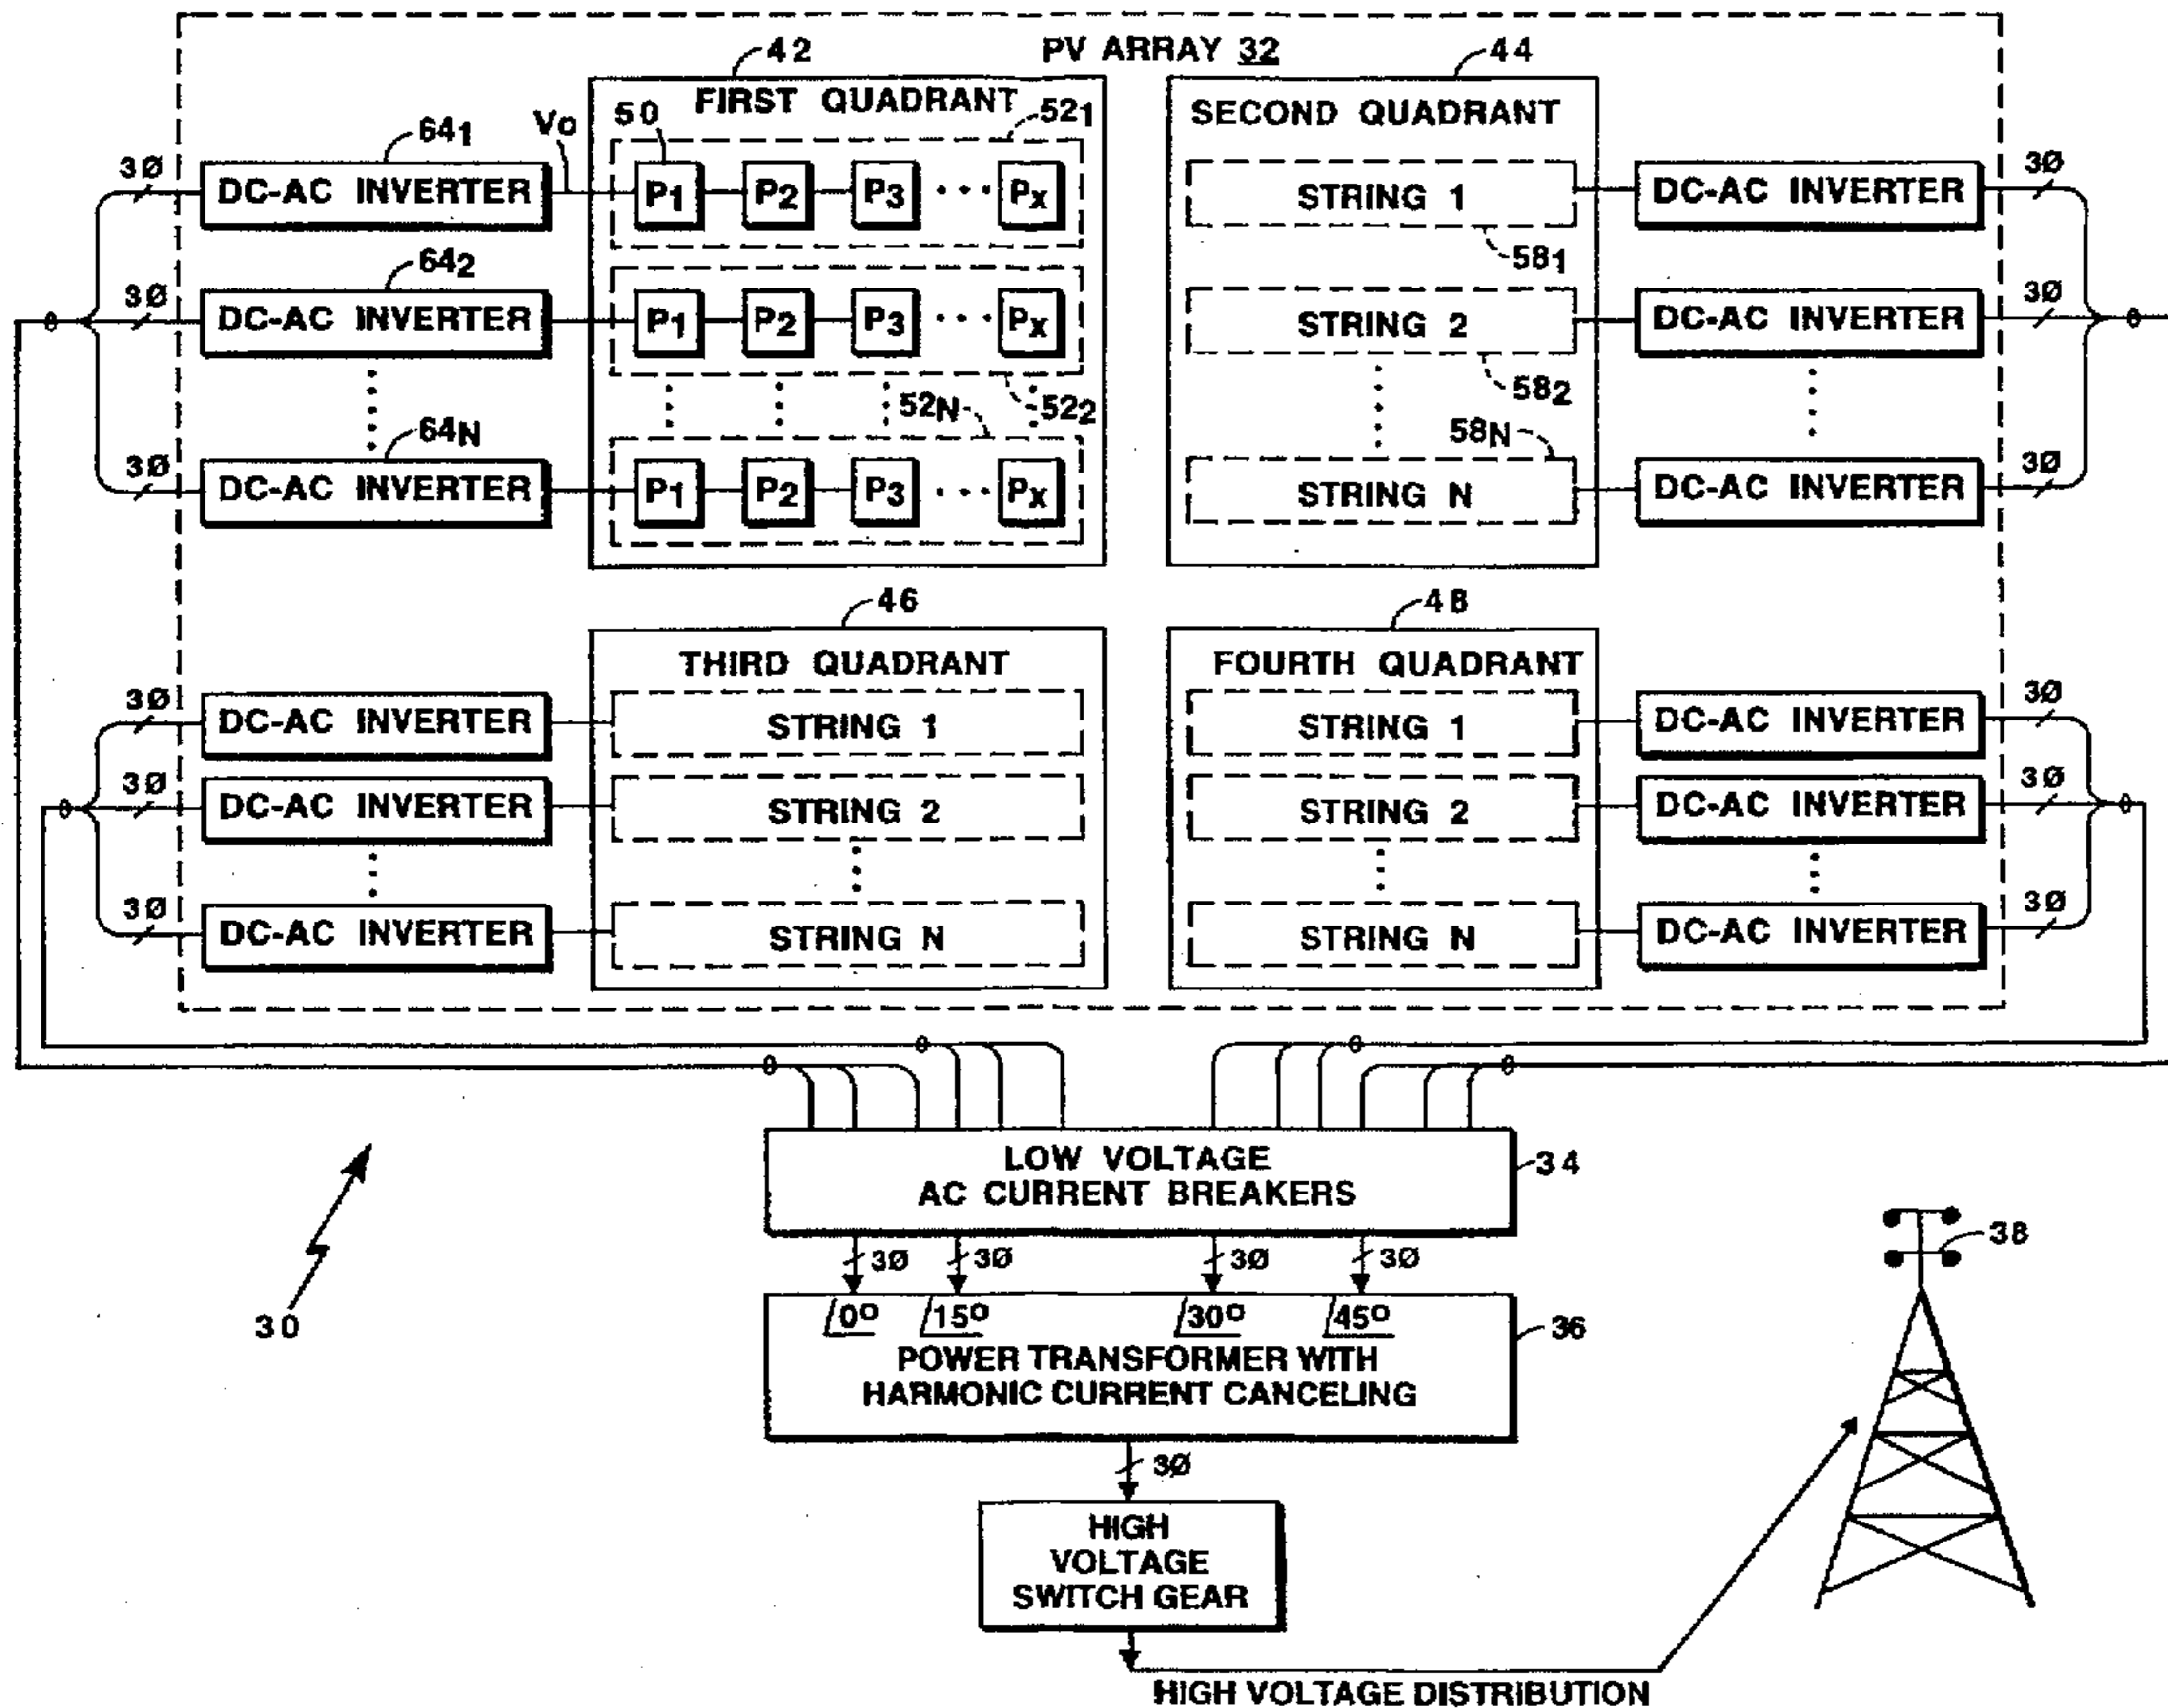 PV ARRAY 32
42
44
FIRST QUADRANT
SECOND QUADRANT
64₁
Vo
50
52₁
3Ø
DC-AC INVERTER
P₁
P₂
P₃
• • •
Pₓ
STRING 1
DC-AC INVERTER
3Ø
58₁
64₂
3Ø
DC-AC INVERTER
P₁
P₂
P₃
• • •
Pₓ
STRING 2
DC-AC INVERTER
3Ø
58₂
52₂
52N
58N
64N
3Ø
DC-AC INVERTER
P₁
P₂
P₃
• • •
Pₓ
STRING N
DC-AC INVERTER
3Ø
46
48
THIRD QUADRANT
FOURTH QUADRANT
3Ø
DC-AC INVERTER
STRING 1
STRING 1
DC-AC INVERTER
3Ø
3Ø
DC-AC INVERTER
STRING 2
STRING 2
DC-AC INVERTER
3Ø
3Ø
DC-AC INVERTER
STRING N
STRING N
DC-AC INVERTER
3Ø
LOW VOLTAGE
AC CURRENT BREAKERS
34
3Ø
3Ø
3Ø
3Ø
/0°
/15°
/30°
/45°
POWER TRANSFORMER WITH
HARMONIC CURRENT CANCELING
36
30
38
3Ø
HIGH
VOLTAGE
SWITCH GEAR
HIGH VOLTAGE DISTRIBUTION